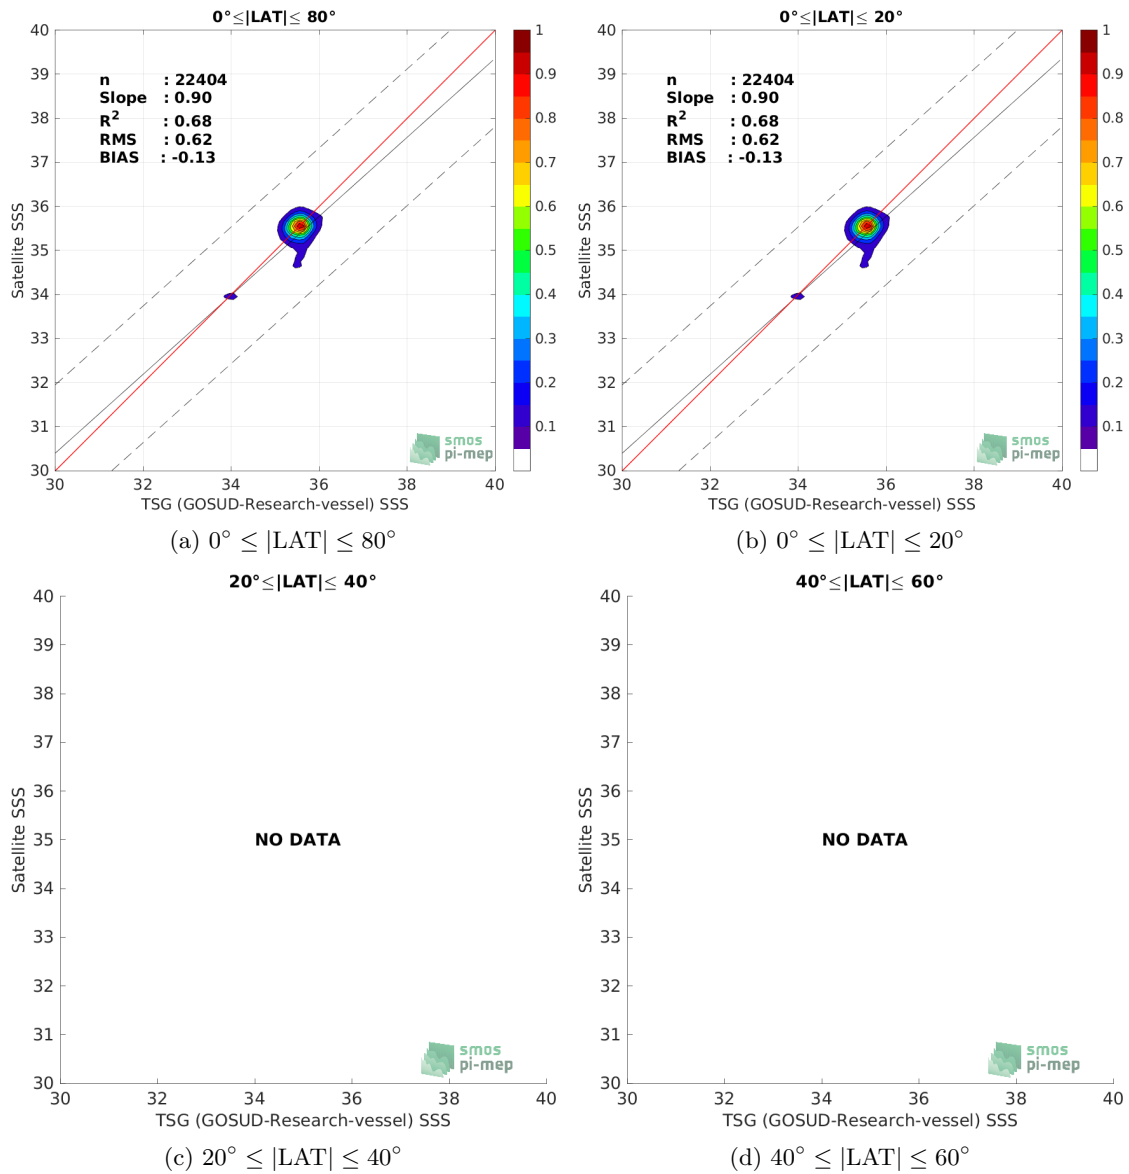 0°≤|LAT|≤ 80°
40
39
38
37
36
35
34
33
32
31
30
Satellite SSS
n : 22404
Slope : 0.90
R² : 0.68
RMS : 0.62
BIAS : -0.13
smos
pi-mep
30 32 34 36 38 40
TSG (GOSUD-Research-vessel) SSS
1
0.9
0.8
0.7
0.6
0.5
0.4
0.3
0.2
0.1
(a) 0° ≤ |LAT| ≤ 80°
0°≤|LAT|≤ 20°
40
39
38
37
36
35
34
33
32
31
30
Satellite SSS
n : 22404
Slope : 0.90
R² : 0.68
RMS : 0.62
BIAS : -0.13
smos
pi-mep
30 32 34 36 38 40
TSG (GOSUD-Research-vessel) SSS
1
0.9
0.8
0.7
0.6
0.5
0.4
0.3
0.2
0.1
(b) 0° ≤ |LAT| ≤ 20°
20°≤|LAT|≤ 40°
40
39
38
37
36
35
34
33
32
31
30
Satellite SSS
NO DATA
smos
pi-mep
30 32 34 36 38 40
TSG (GOSUD-Research-vessel) SSS
(c) 20° ≤ |LAT| ≤ 40°
40°≤|LAT|≤ 60°
40
39
38
37
36
35
34
33
32
31
30
Satellite SSS
NO DATA
smos
pi-mep
30 32 34 36 38 40
TSG (GOSUD-Research-vessel) SSS
(d) 40° ≤ |LAT| ≤ 60°